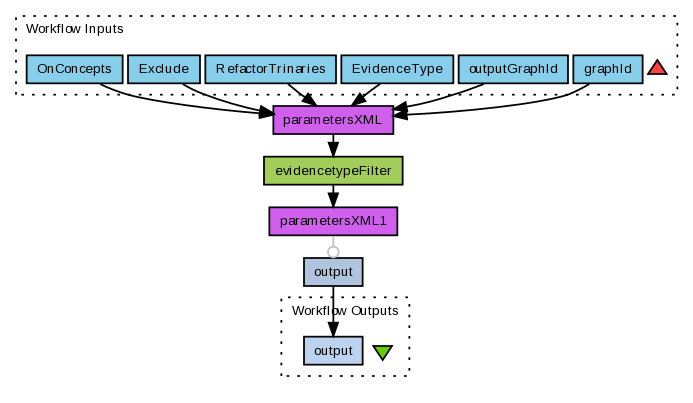 Workflow Inputs
OnConcepts Exclude RefactorTrinaries EvidenceType outputGraphId graphId
parametersXML
evidencetypeFilter
parametersXML1
output
Workflow Outputs
output